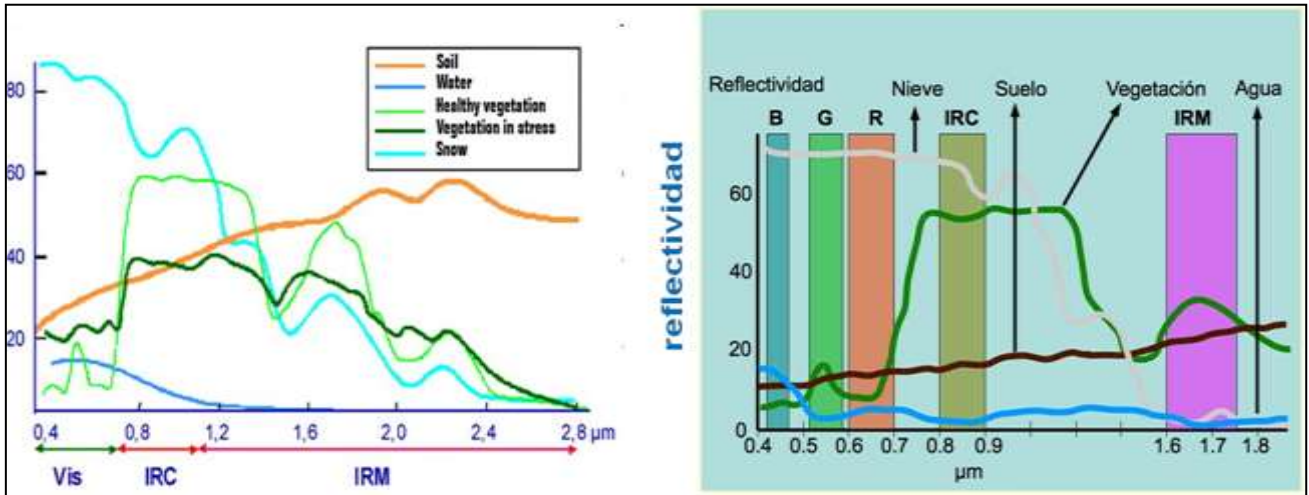 Soil
Water
Healthy vegetation
Vegetation in stress
Snow
80
60
40
20
0,4 0,8 1,2 1,6 2,0 2,4 2,8 µm
Vis IRC IRM
reflectividad
Reflectividad Nieve Suelo Vegetación Agua
B G R IRC IRM
60
40
20
0
0.4 0.5 0.6 0.7 0.8 0.9 1.6 1.7 1.8
µm